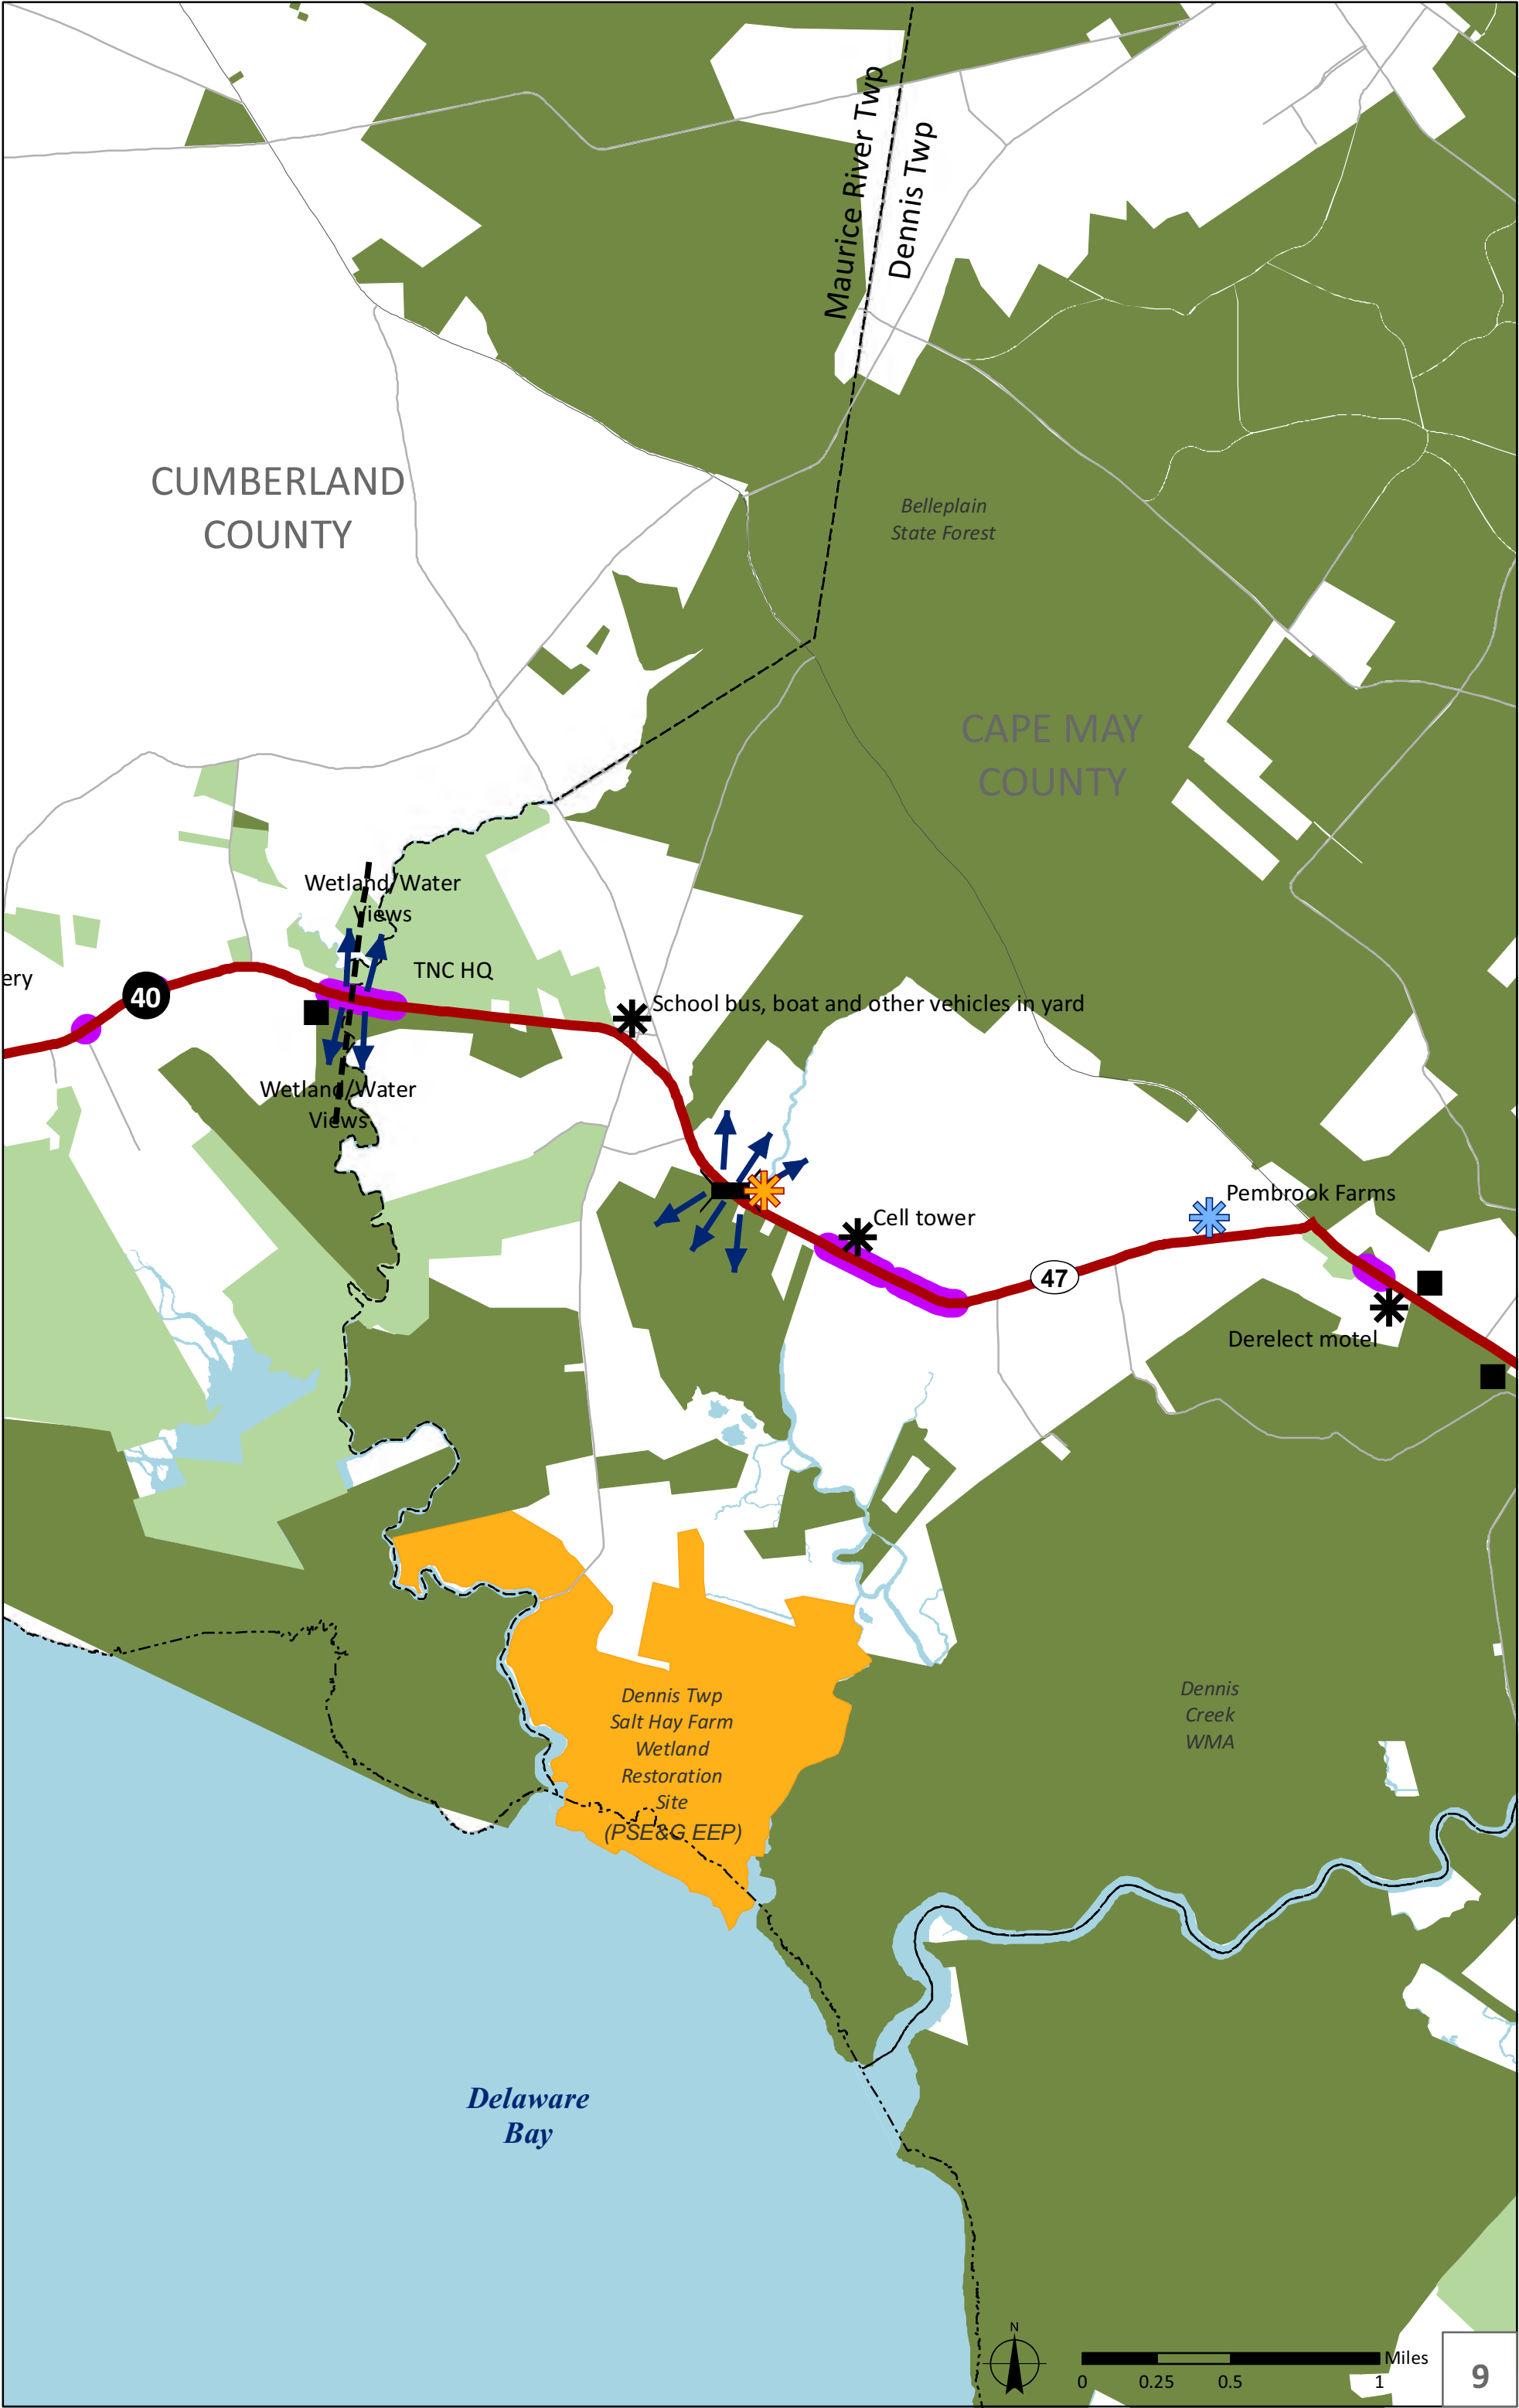 Maurice River Twp
Dennis Twp
CUMBERLAND
COUNTY
Belleplain
State Forest
CAPE MAY
COUNTY
Wetland/Water
Views
ery
TNC HQ
40
School bus, boat and other vehicles in yard
Wetland/Water
Views
Pembrook Farms
Cell tower
47
Derelect motel
Dennis Twp
Salt Hay Farm
Wetland
Restoration
Site
(PSE&G EEP)
Dennis
Creek
WMA
Delaware
Bay
N
Miles
0 0.25 0.5 1
9